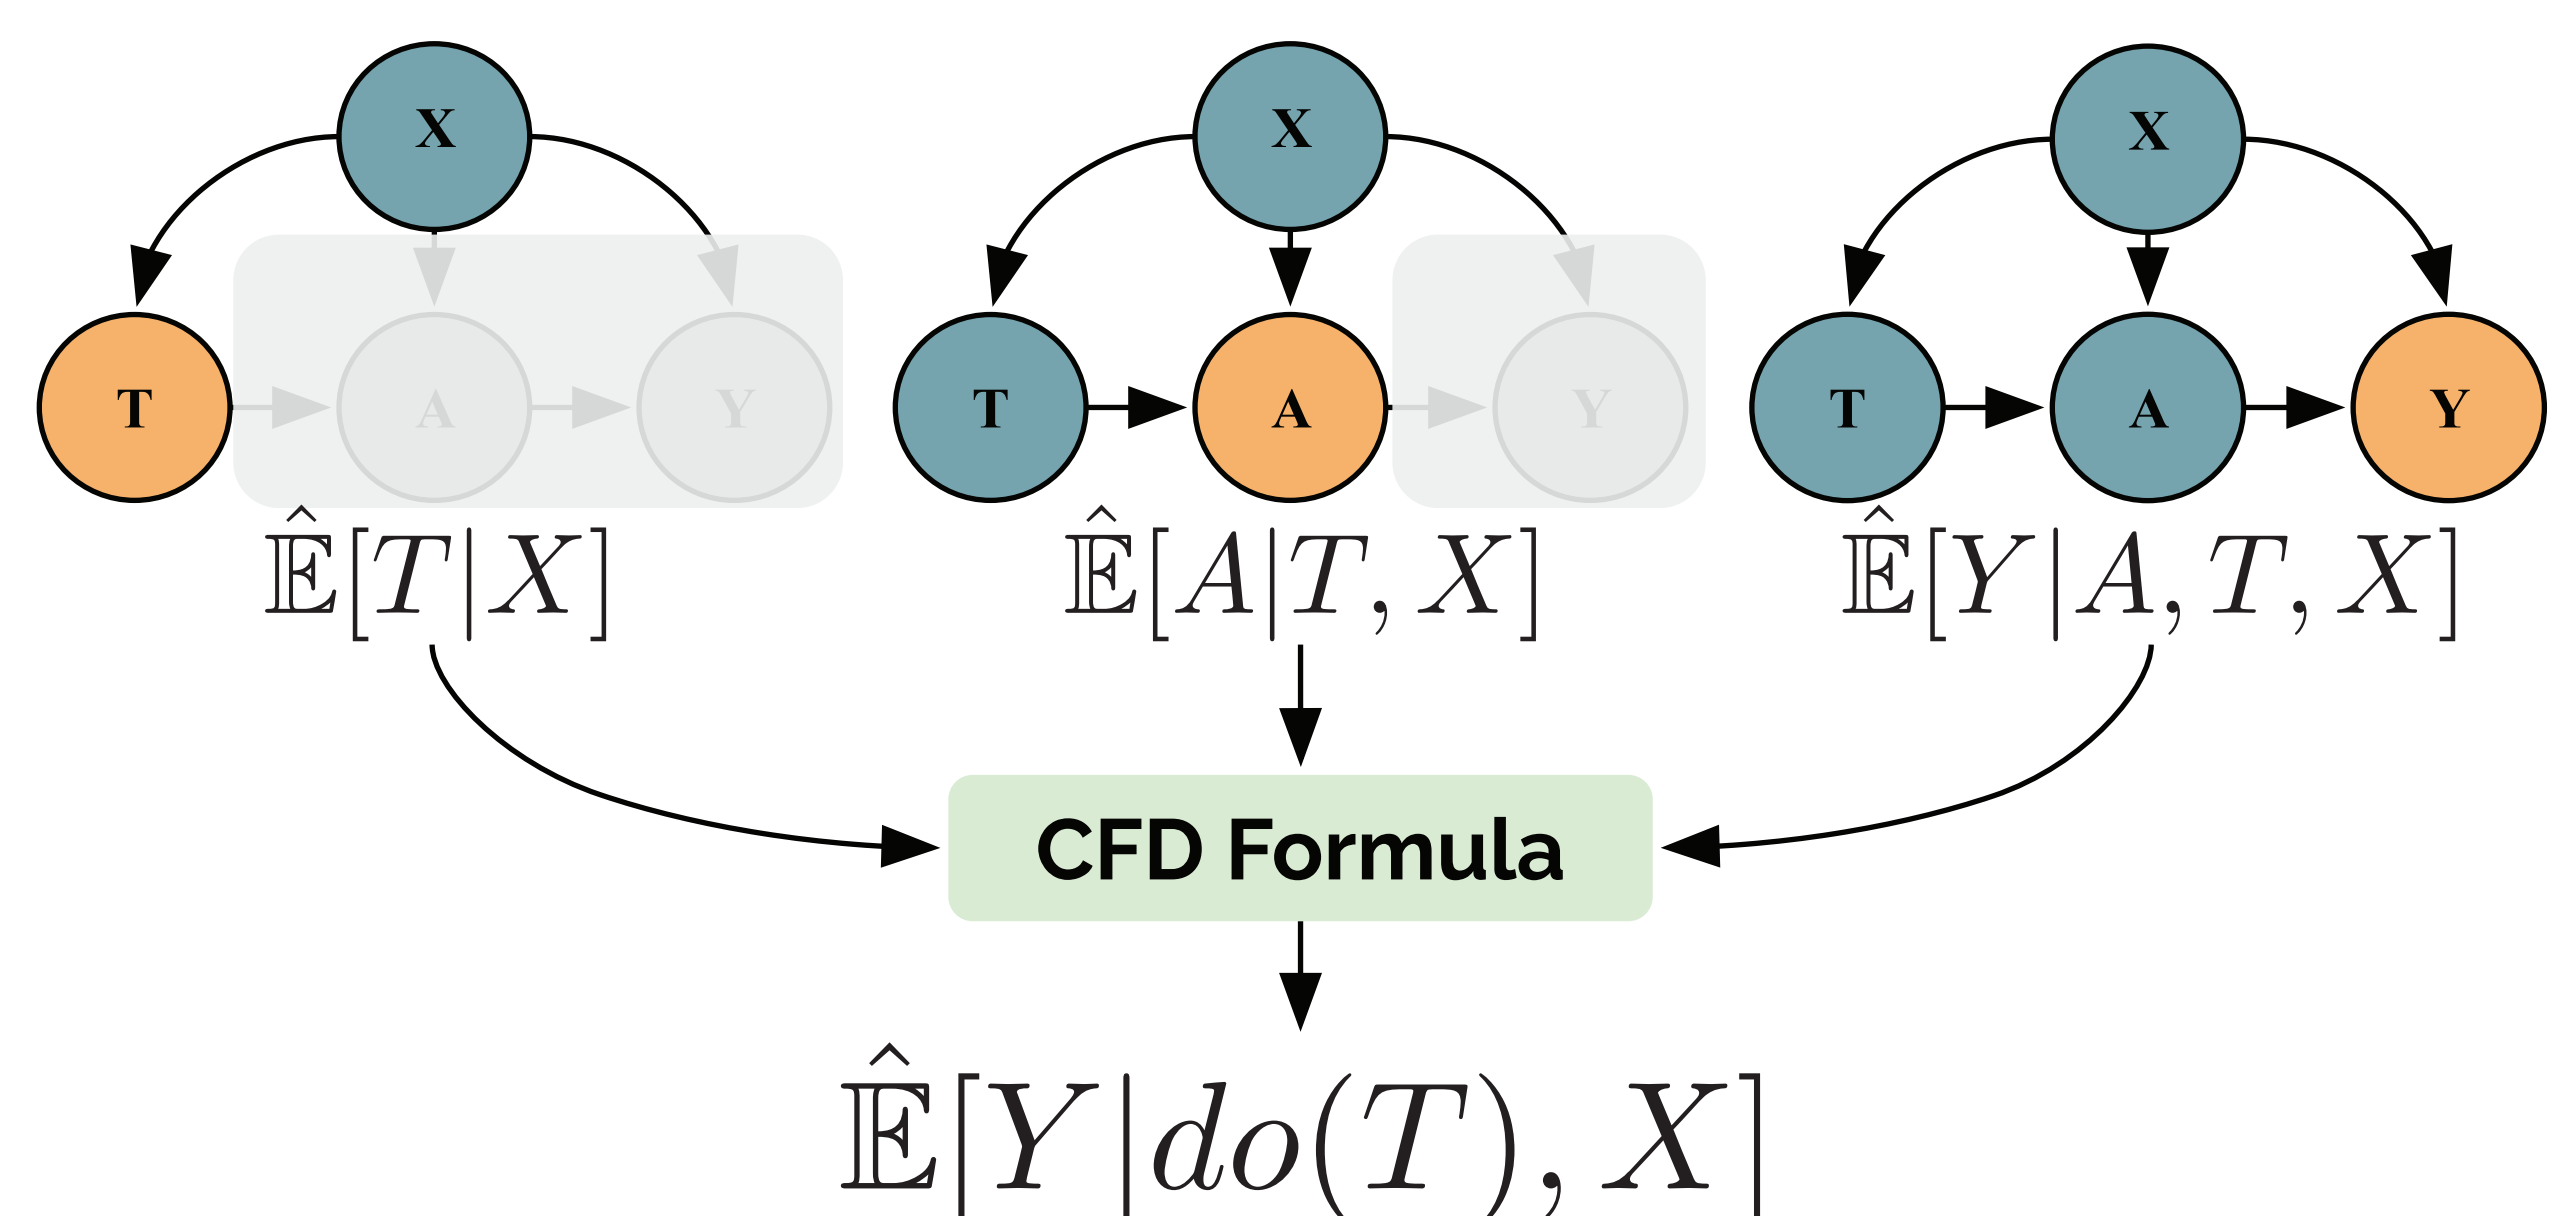 X X X
T A Y T A Y T A Y
Ê[T|X] Ê[A|T, X] Ê[Y|A, T, X]
CFD Formula
Ê[Y|do(T), X]